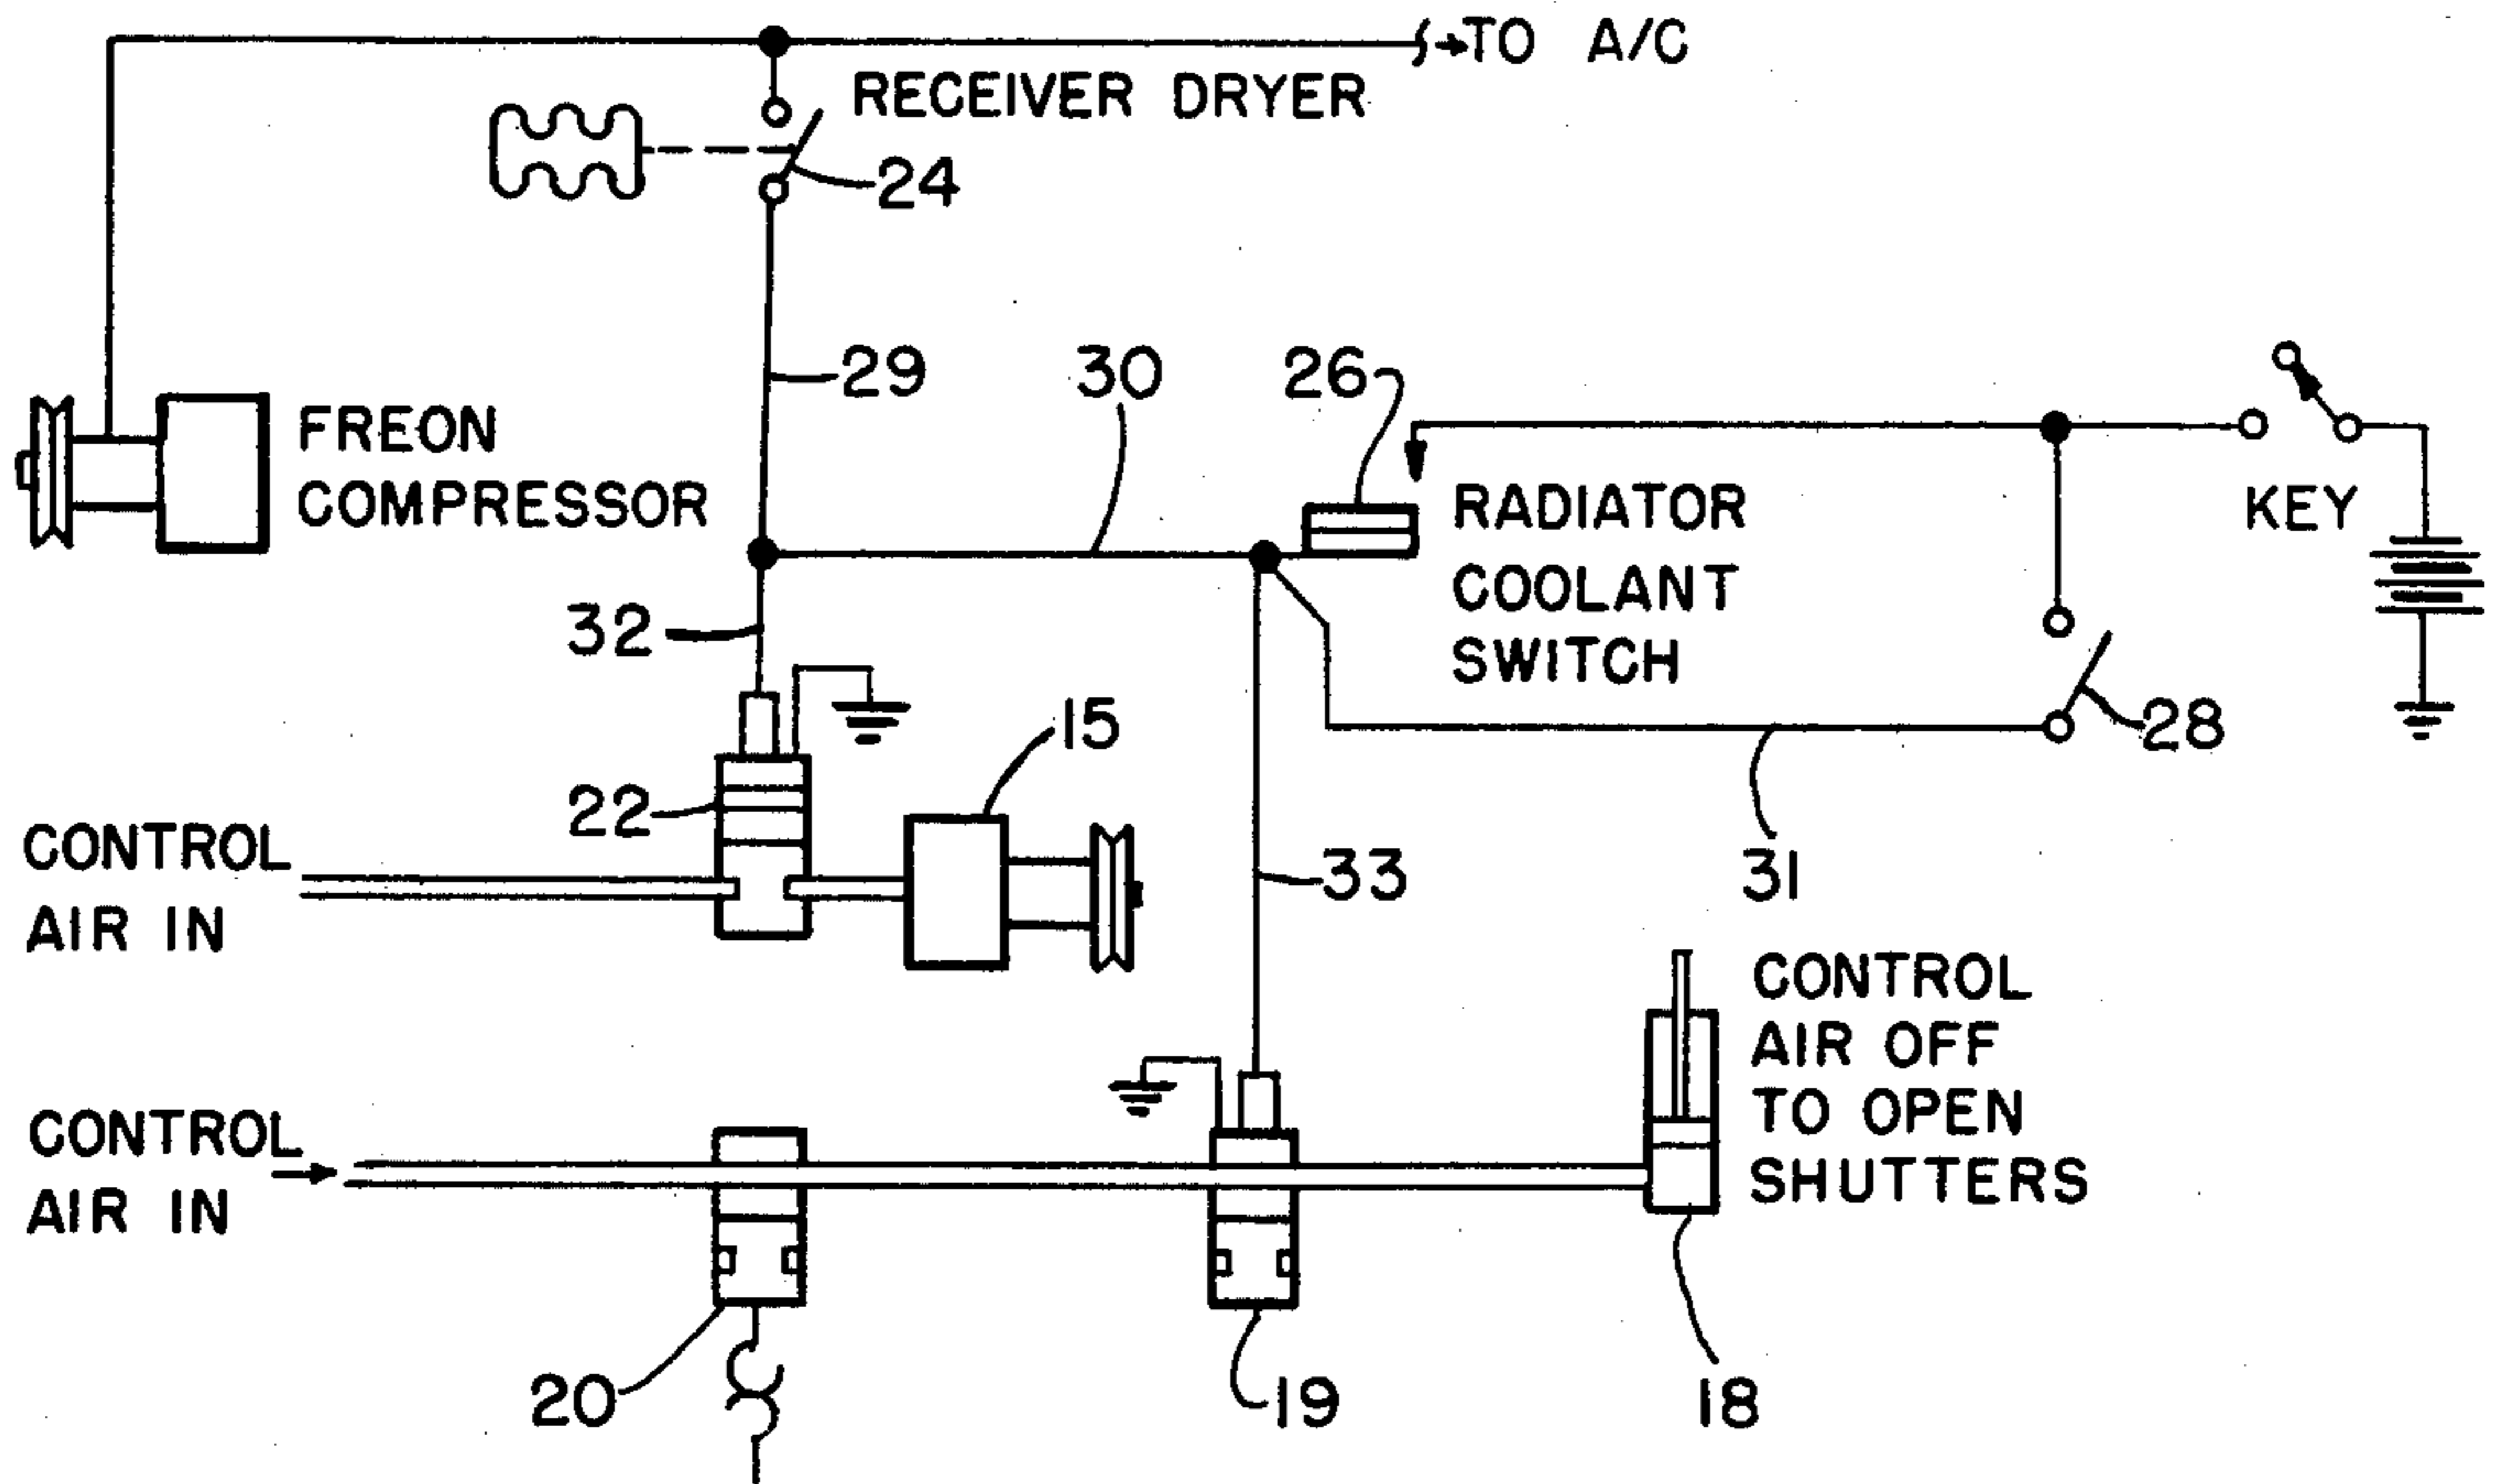 TO A/C
RECEIVER DRYER
24
29
30
26
FREON
COMPRESSOR
RADIATOR
COOLANT
SWITCH
KEY
32
15
28
22
CONTROL
AIR IN
33
31
CONTROL
AIR OFF
TO OPEN
SHUTTERS
CONTROL
AIR IN
20
19
18